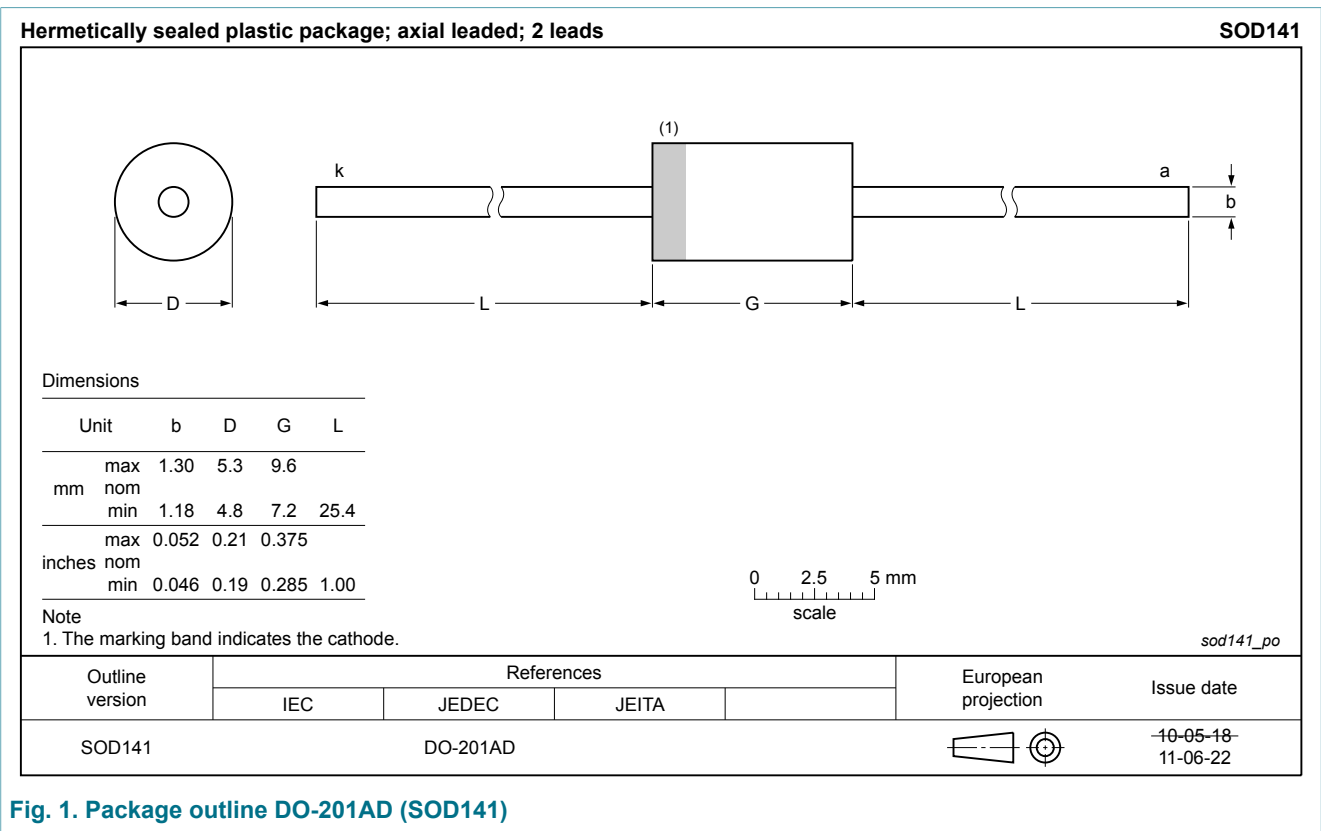 Hermetically sealed plastic package; axial leaded; 2 leads SOD141
(1)
k a
b
D L G L
Dimensions
Unit b D G L
mm max 1.30 5.3 9.6
nom
min 1.18 4.8 7.2 25.4
inches max 0.052 0.21 0.375
nom
min 0.046 0.19 0.285 1.00
0 2.5 5 mm
scale
Note
1. The marking band indicates the cathode.
sod141_po
Outline version References European projection Issue date
IEC JEDEC JEITA
SOD141 DO-201AD 10-05-18
11-06-22
Fig. 1. Package outline DO-201AD (SOD141)